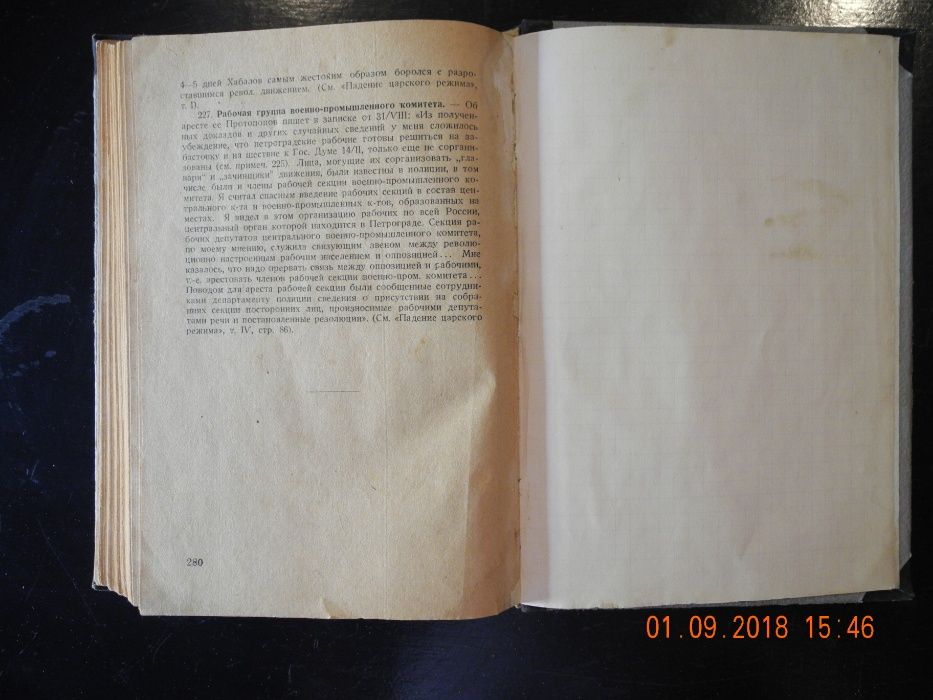 4—5 дней Хабалов самым жестоким образом боролся с разро-
ставшимся револ. движением. (См. «Падение царского режима»,
т. I).
227. Рабочая группа военно-промышленного комитета. — Об
аресте ее Протопопов пишет в записке от 31/VIII: «Из получен-
ных докладов и других случайных сведений у меня сложилось
убеждение, что петроградские рабочие готовы решиться на за-
бастовку и на шествие к Гос. Думе 14/II, только еще не соргани-
зованы (см. примеч. 225). Лица, могущие их организовать „гла-
вари" и „зачинщики" движения, были известны в полиции, в том
числе были и члены рабочей секции военно-промышленного ко-
митета. Я считал опасным введение рабочих секций в состав цен-
трального к-та и военно-промышленных к-тов, образованных на
местах. Я видел в этом организацию рабочих по всей России,
центральный орган которой находится в Петрограде. Секция ра-
бочих депутатов центрального военно-промышленного комитета,
по моему мнению, служила связующим звеном между револю-
ционно настроенным рабочим населением и оппозицией... Мне
казалось, что надо прервать связь между оппозицией и рабочими,
т.-е. арестовать членов рабочей секции военно-пром. комитета...
Поводом для ареста рабочей секции были сообщенные сотрудни-
ками департаменту полиции сведения о присутствии на собра-
ниях секции посторонних лиц, произносимые рабочими депута-
тами речи и постановленные резолюции». (См. «Падение царского
режима», т. IV, стр. 86).
280
01.09.2018 15:46